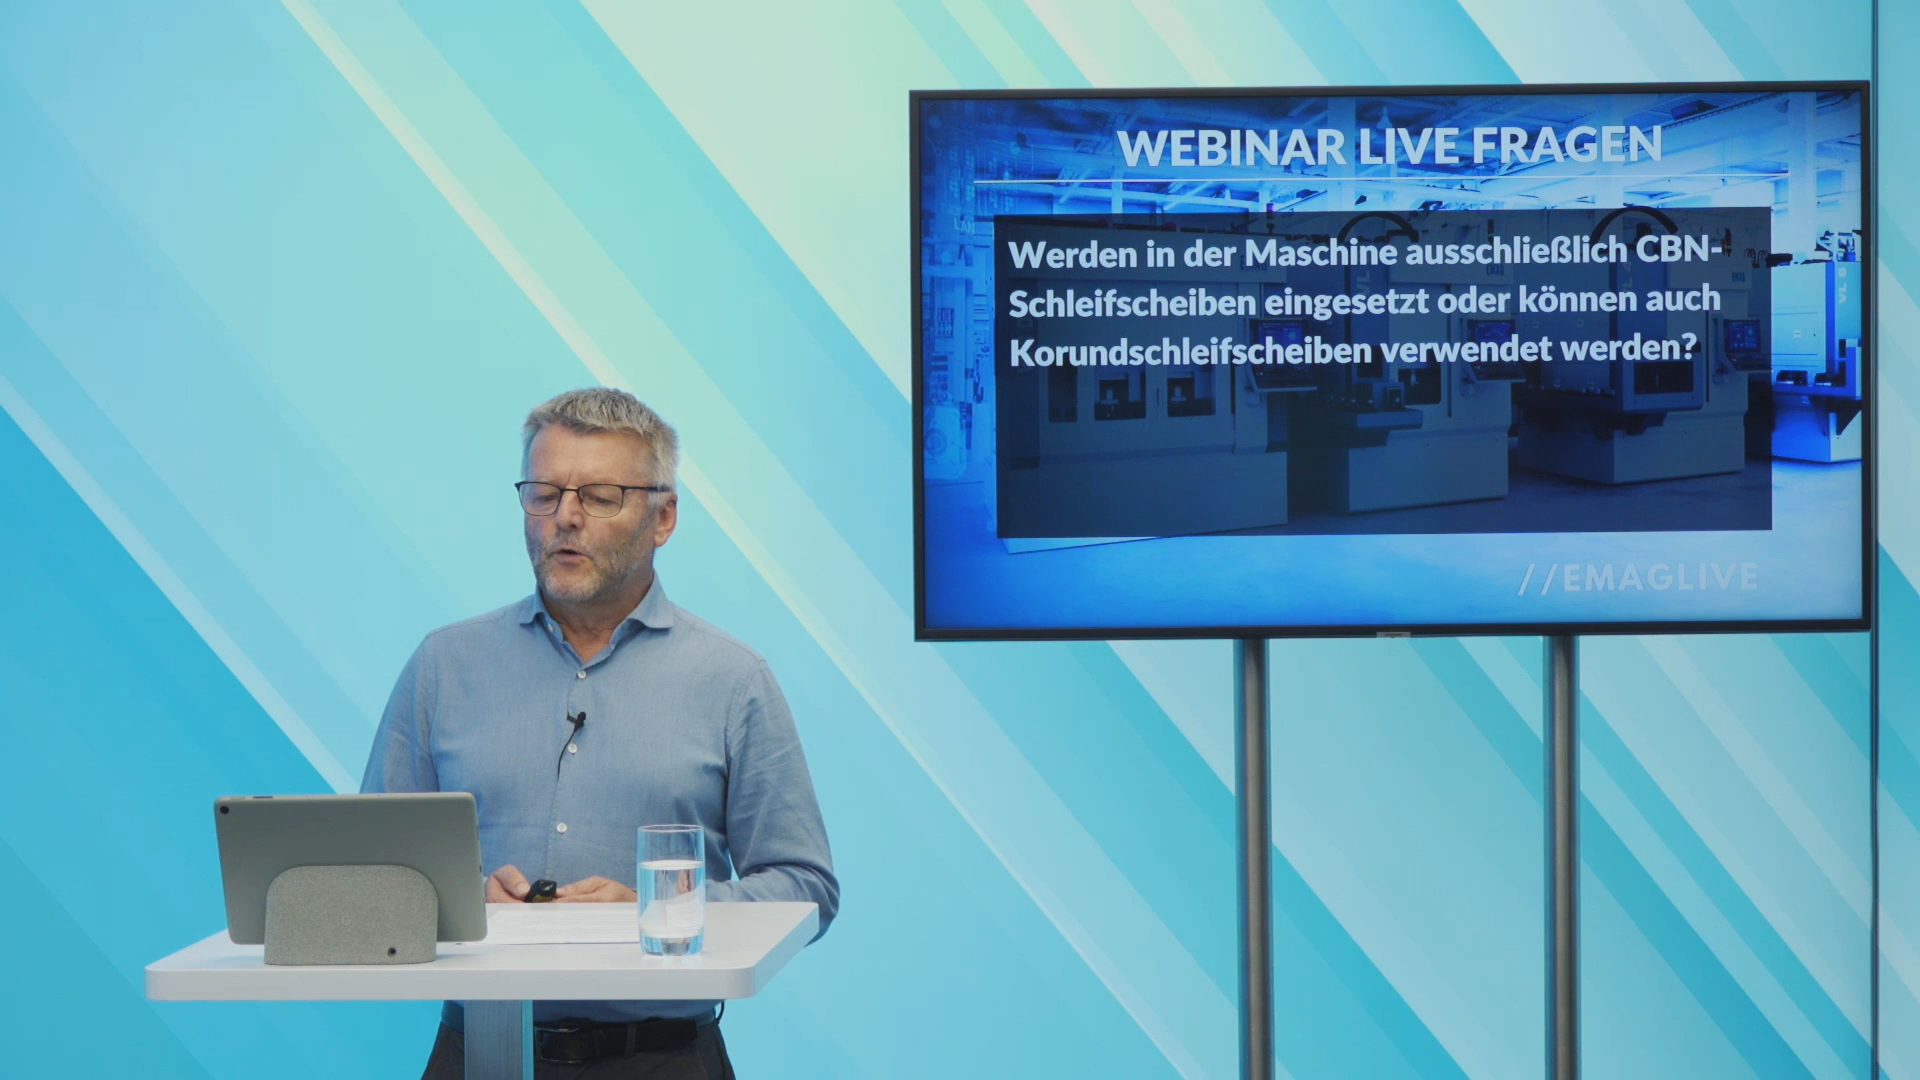 WEBINAR LIVE FRAGEN
Werden in der Maschine ausschließlich CBN-
Schleifscheiben eingesetzt oder können auch
Korundschleifscheiben verwendet werden?
//EMAGLIVE